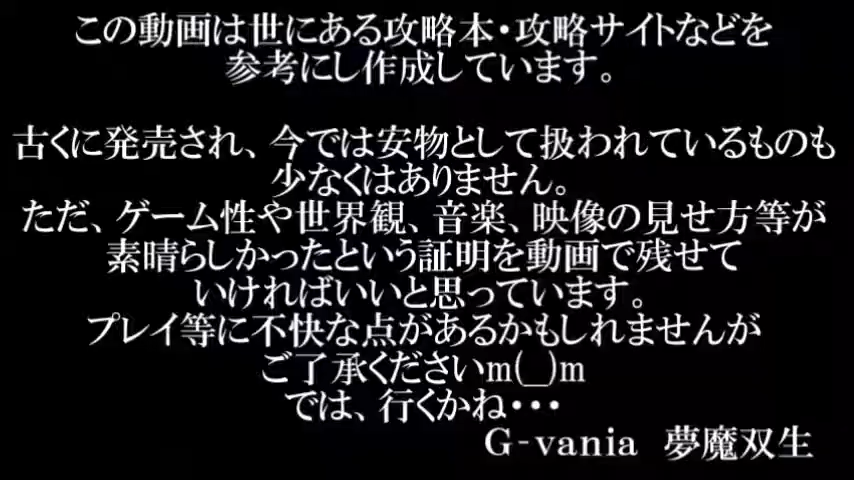 この動画は世にある攻略本・攻略サイトなどを
参考にし作成しています。
古くに発売され、今では安物として扱われているものも
少なくはありません。
ただ、ゲーム性や世界観、音楽、映像の見せ方等が
素晴らしかったという証明を動画で残せて
いければいいと思っています。
プレイ等に不快な点があるかもしれませんが
ご了承くださいm(__)m
では、行くかね・・・
G-vania　夢魔双生